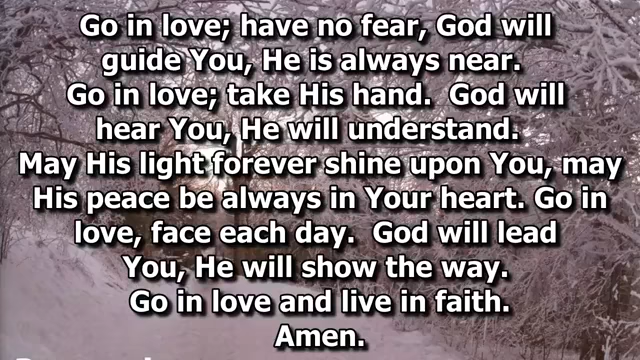 Go in love; have no fear, God will
guide You, He is always near.
Go in love; take His hand.  God will
hear You, He will understand.
May His light forever shine upon You, may
His peace be always in Your heart. Go in
love, face each day.  God will lead
You, He will show the way.
Go in love and live in faith.
Amen.